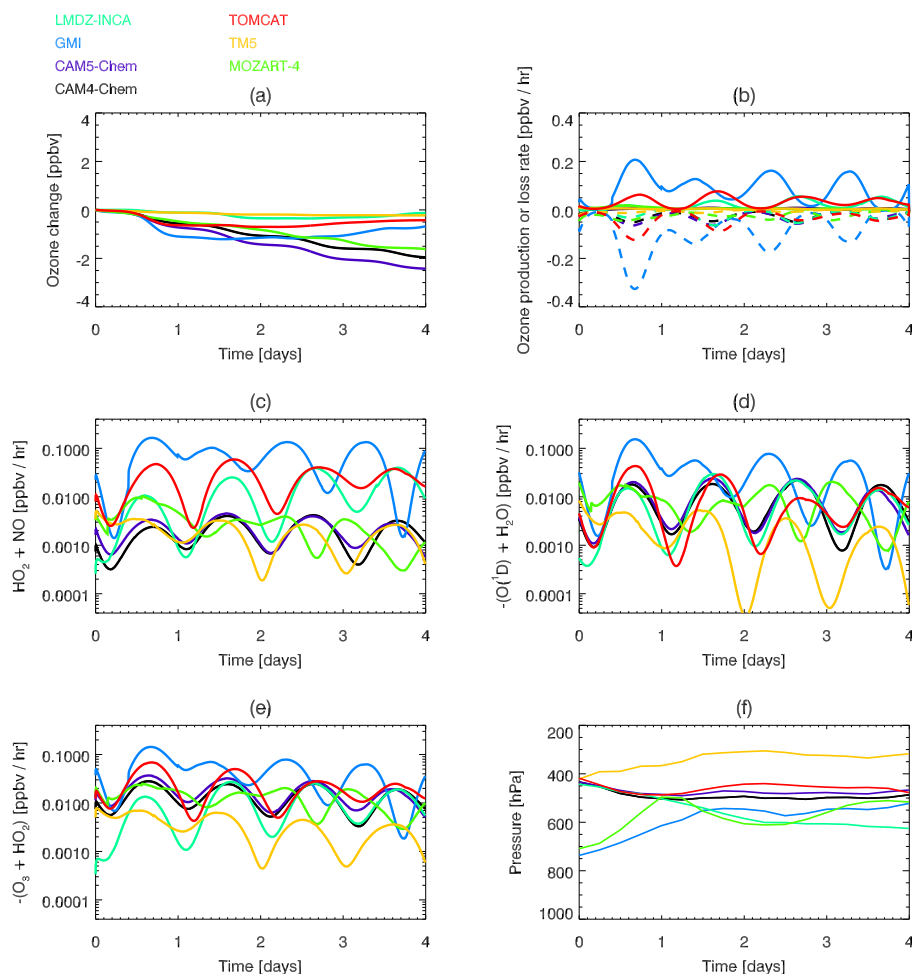 LMDZ-INCA TOMCAT
GMI TM5
CAM5-Chem MOZART-4
CAM4-Chem
(a)
Ozone change [ppbv]
4
2
0
-2
-4
0 1 2 3 4
Time [days]
(b)
Ozone production or loss rate [ppbv / hr]
0.4
0.2
0.0
-0.2
-0.4
0 1 2 3 4
Time [days]
(c)
HO2 + NO [ppbv / hr]
0.1000
0.0100
0.0010
0.0001
0 1 2 3 4
Time [days]
(d)
-(O(1D) + H2O) [ppbv / hr]
0.1000
0.0100
0.0010
0.0001
0 1 2 3 4
Time [days]
(e)
-(O3 + HO2) [ppbv / hr]
0.1000
0.0100
0.0010
0.0001
0 1 2 3 4
Time [days]
(f)
Pressure [hPa]
200
400
600
800
1000
0 1 2 3 4
Time [days]